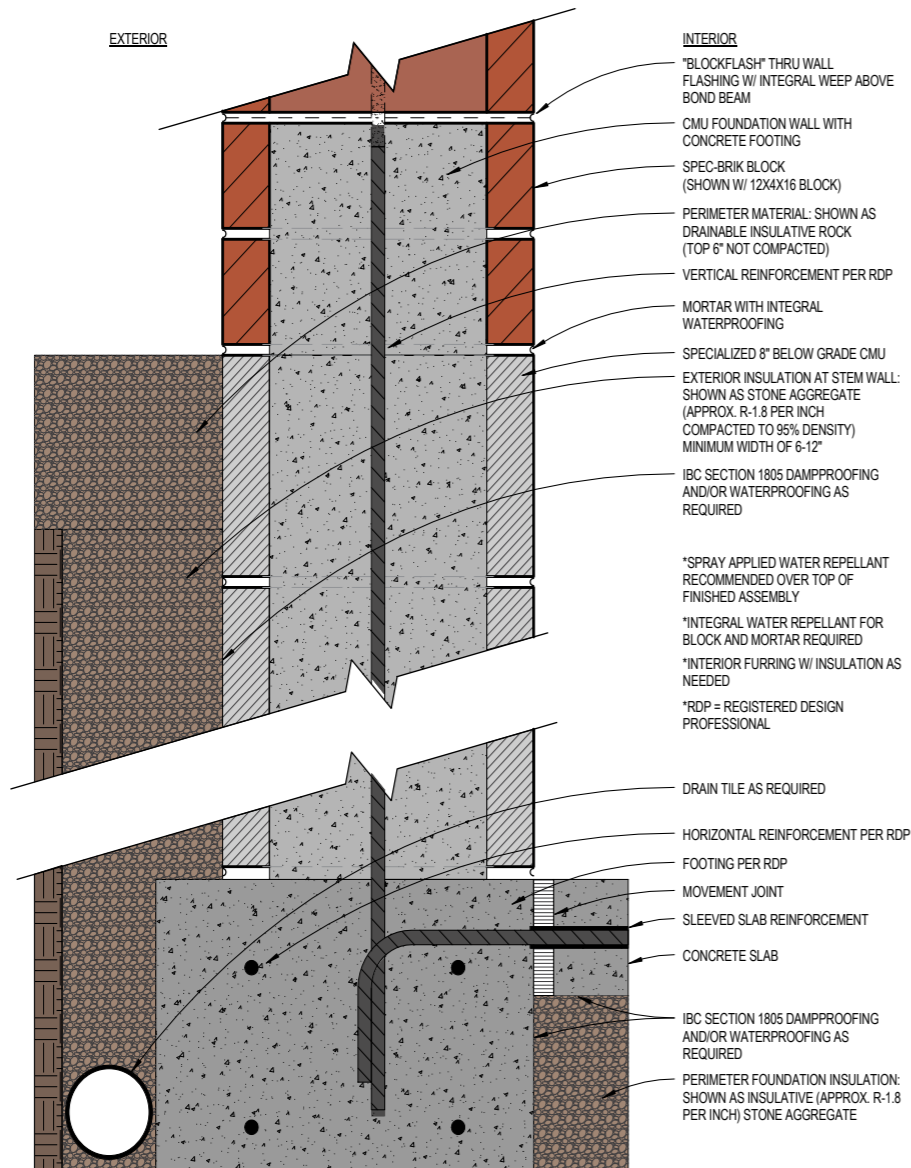 EXTERIOR
INTERIOR
"BLOCKFLASH" THRU WALL
FLASHING W/ INTEGRAL WEEP ABOVE
BOND BEAM
CMU FOUNDATION WALL WITH
CONCRETE FOOTING
SPEC-BRIK BLOCK
(SHOWN W/ 12X4X16 BLOCK)
PERIMETER MATERIAL: SHOWN AS
DRAINABLE INSULATIVE ROCK
(TOP 6" NOT COMPACTED)
VERTICAL REINFORCEMENT PER RDP
MORTAR WITH INTEGRAL
WATERPROOFING
SPECIALIZED 8" BELOW GRADE CMU
EXTERIOR INSULATION AT STEM WALL:
SHOWN AS STONE AGGREGATE
(APPROX. R-1.8 PER INCH
COMPACTED TO 95% DENSITY)
MINIMUM WIDTH OF 6-12"
IBC SECTION 1805 DAMPPROOFING
AND/OR WATERPROOFING AS
REQUIRED
*SPRAY APPLIED WATER REPELLANT
RECOMMENDED OVER TOP OF
FINISHED ASSEMBLY
*INTEGRAL WATER REPELLANT FOR
BLOCK AND MORTAR REQUIRED
*INTERIOR FURRING W/ INSULATION AS
NEEDED
*RDP = REGISTERED DESIGN
PROFESSIONAL
DRAIN TILE AS REQUIRED
HORIZONTAL REINFORCEMENT PER RDP
FOOTING PER RDP
MOVEMENT JOINT
SLEEVED SLAB REINFORCEMENT
CONCRETE SLAB
IBC SECTION 1805 DAMPPROOFING
AND/OR WATERPROOFING AS
REQUIRED
PERIMETER FOUNDATION INSULATION:
SHOWN AS INSULATIVE (APPROX. R-1.8
PER INCH) STONE AGGREGATE